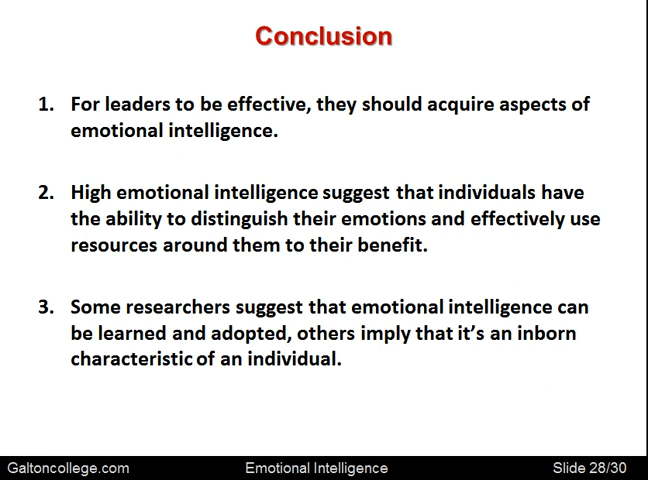 Conclusion
1. For leaders to be effective, they should acquire aspects of
emotional intelligence.
2. High emotional intelligence suggest that individuals have
the ability to distinguish their emotions and effectively use
resources around them to their benefit.
3. Some researchers suggest that emotional intelligence can
be learned and adopted, others imply that it’s an inborn
characteristic of an individual.
Galtoncollege.com Emotional Intelligence Slide 28/30